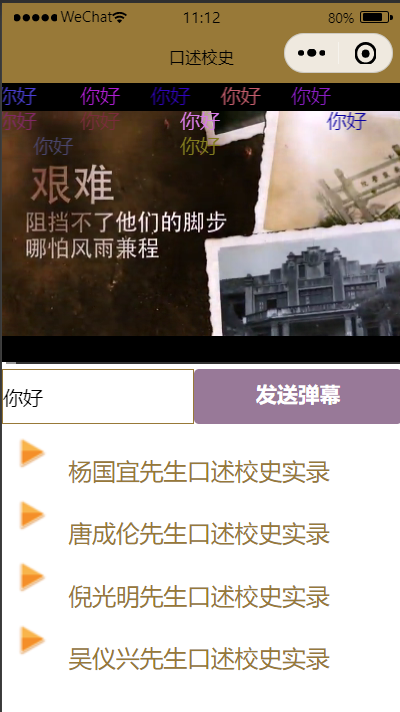 WeChat 11:12 80%
口述校史
你好 你好 你好 你好 你好
你好 你好 你好 你好
你好 你好
艰难
阻挡不了他们的脚步
哪怕风雨兼程
你好 发送弹幕
杨国宜先生口述校史实录
唐成伦先生口述校史实录
倪光明先生口述校史实录
吴仪兴先生口述校史实录